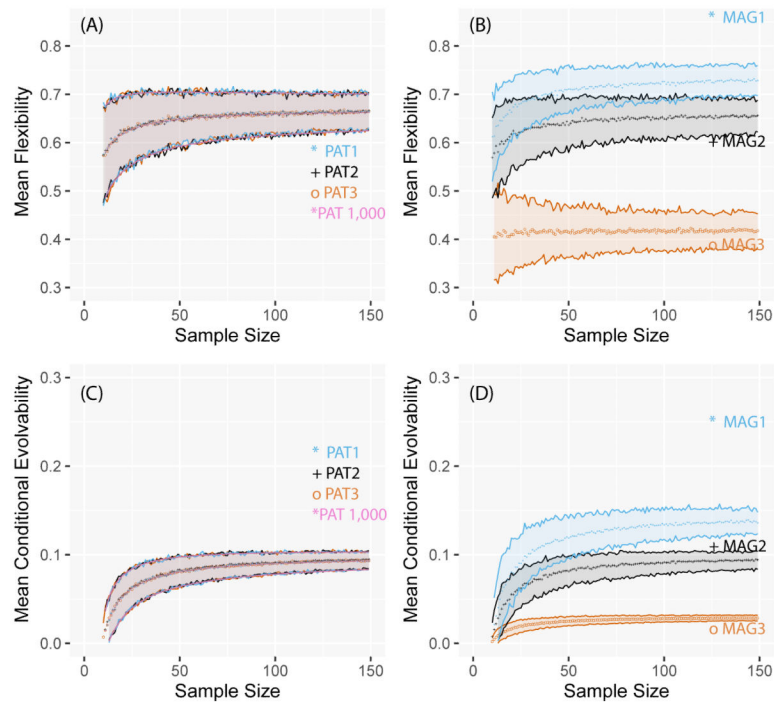 (A)
Mean Flexibility
0.8
0.7
0.6
0.5
0.4
0.3
* PAT1
+ PAT2
o PAT3
*PAT 1,000
0 50 100 150
Sample Size
(B)
* MAG1
Mean Flexibility
0.8
0.7
0.6
0.5
0.4
0.3
+ MAG2
o MAG3
0 50 100 150
Sample Size
(C)
Mean Conditional Evolvability
0.3
0.2
0.1
0.0
* PAT1
+ PAT2
o PAT3
*PAT 1,000
0 50 100 150
Sample Size
(D)
Mean Conditional Evolvability
0.3
0.2
0.1
0.0
* MAG1
+ MAG2
o MAG3
0 50 100 150
Sample Size